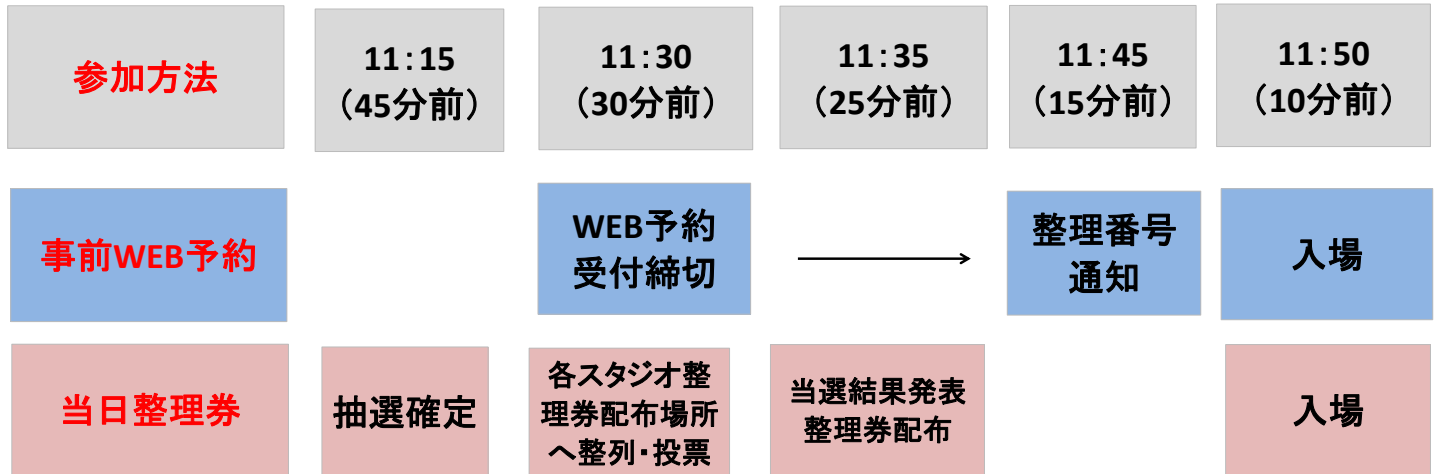 参加方法
11：15
（45分前）
11：30
（30分前）
11：35
（25分前）
11：45
（15分前）
11：50
（10分前）
事前WEB予約
WEB予約
受付締切
整理番号
通知
入場
当日整理券
抽選確定
各スタジオ整
理券配布場所
へ整列・投票
当選結果発表
整理券配布
入場